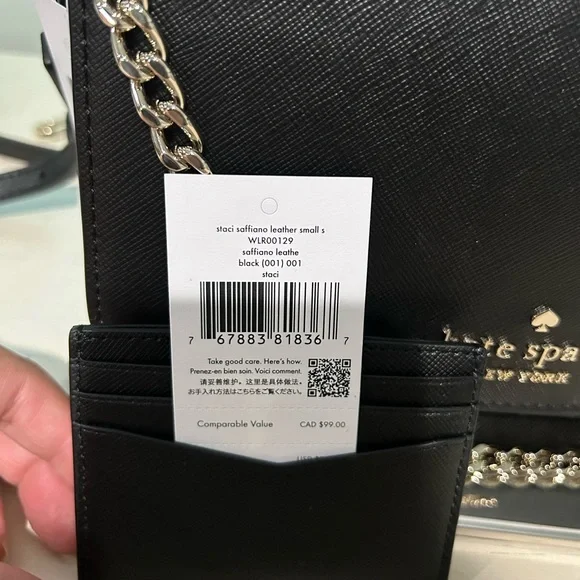 staci saffiano leather small s
WLR00129
saffiano leathe
black (001) 001
staci
7 67883 81836 7
Take good care. Here's how.
Prenez-en bien soin. Voici comment.
请妥善维护。这里是具体做法。
お手入れ方法はこちらをご覧ください。
Comparable Value CAD $99.00
kate spa
NEW YORK